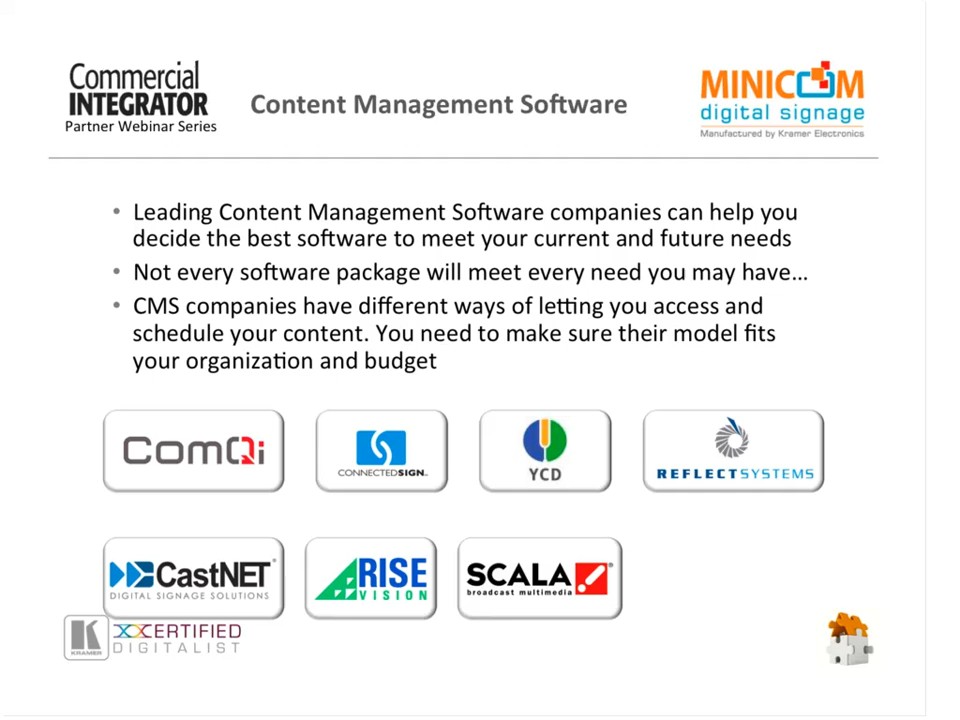 Commercial
INTEGRATOR
Partner Webinar Series
Content Management Software
MINICOM
digital signage
Manufactured by Kramer Electronics
• Leading Content Management Software companies can help you
decide the best software to meet your current and future needs
• Not every software package will meet every need you may have...
• CMS companies have different ways of letting you access and
schedule your content. You need to make sure their model fits
your organization and budget
ComQi
CONNECTEDSIGN™
YCD
REFLECTSYSTEMS
CastNET®
DIGITAL SIGNAGE SOLUTIONS
RISE
VISION
SCALA®
broadcast multimedia
K
KRAMER
CERTIFIED
DIGITALIST